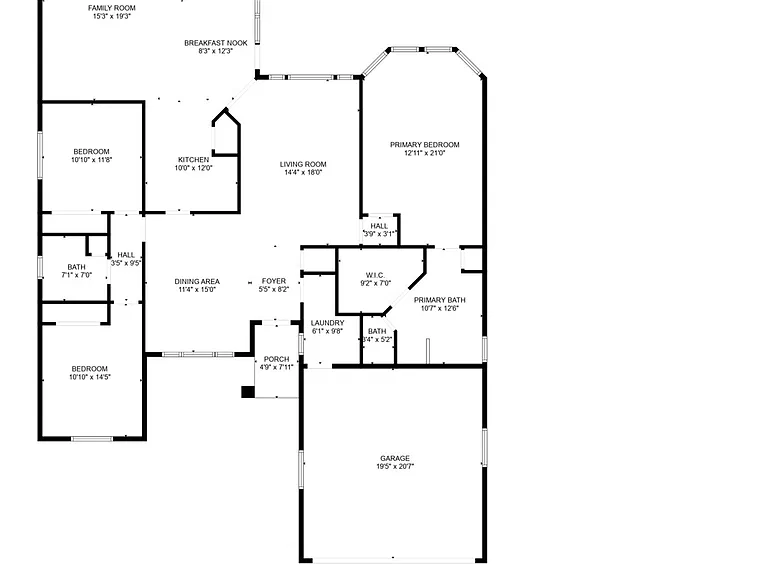 FAMILY ROOM
15'3" x 19'3"
BREAKFAST NOOK
8'3" x 12'3"
BEDROOM
10'10" x 11'8"
KITCHEN
10'0" x 12'0"
LIVING ROOM
14'4" x 18'0"
PRIMARY BEDROOM
12'11" x 21'0"
HALL
3'9" x 3'1"
HALL
3'5" x 9'5"
BATH
7'1" x 7'0"
DINING AREA
11'4" x 15'0"
FOYER
5'5" x 8'2"
W.I.C.
9'2" x 7'0"
PRIMARY BATH
10'7" x 12'6"
LAUNDRY
6'1" x 9'8"
BATH
3'4" x 5'2"
PORCH
4'9" x 7'11"
BEDROOM
10'10" x 14'5"
GARAGE
19'5" x 20'7"